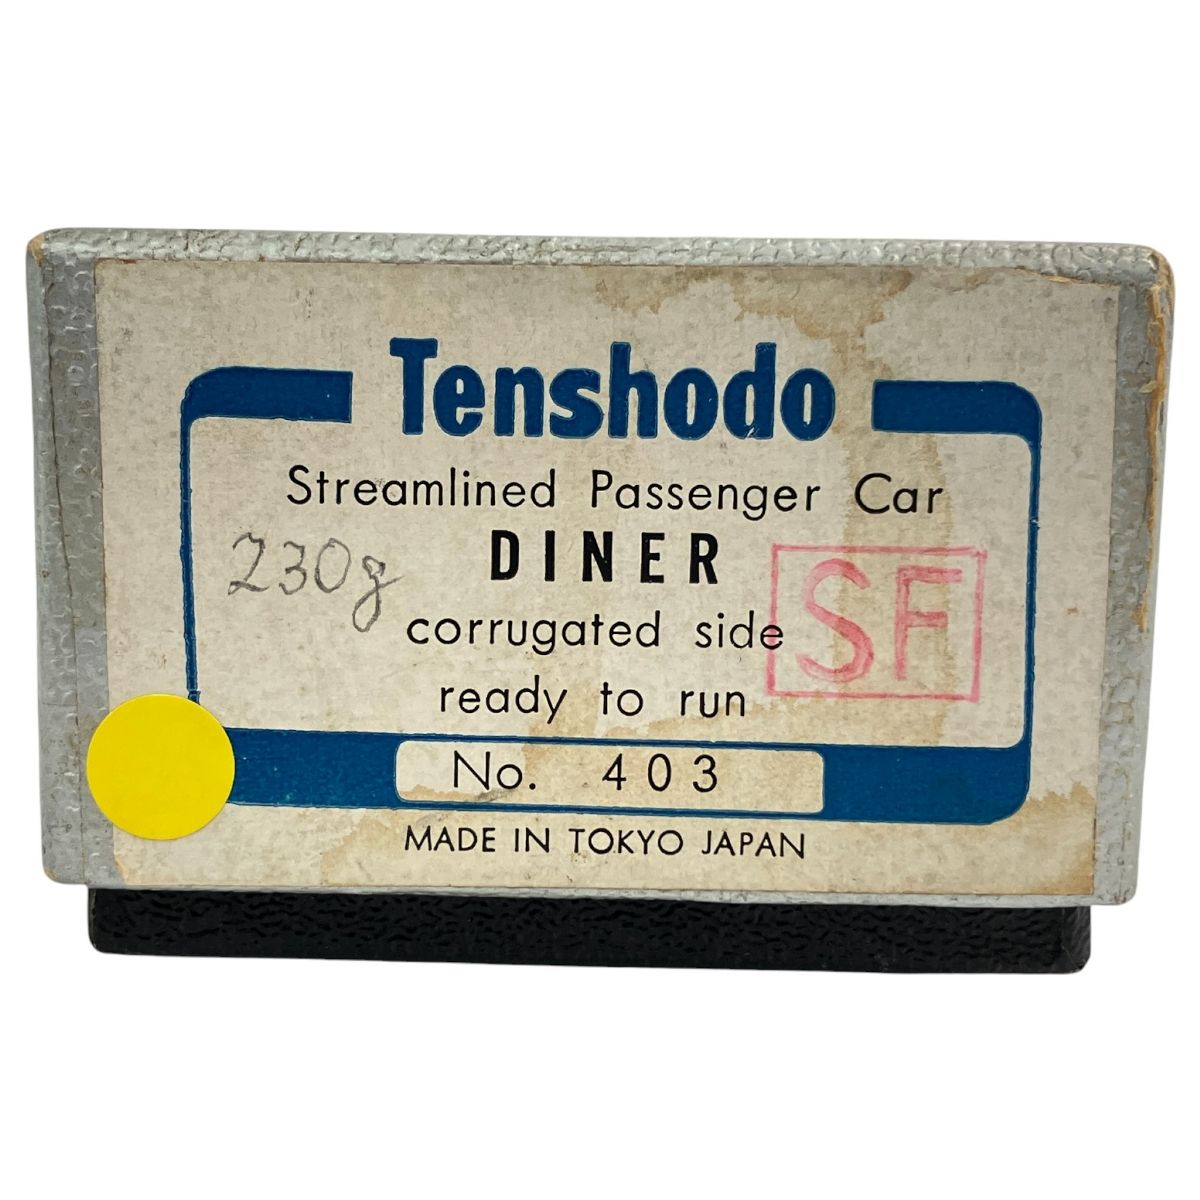 Tenshodo
Streamlined Passenger Car
DINER
230g
SF
corrugated side
ready to run
No. 403
MADE IN TOKYO JAPAN